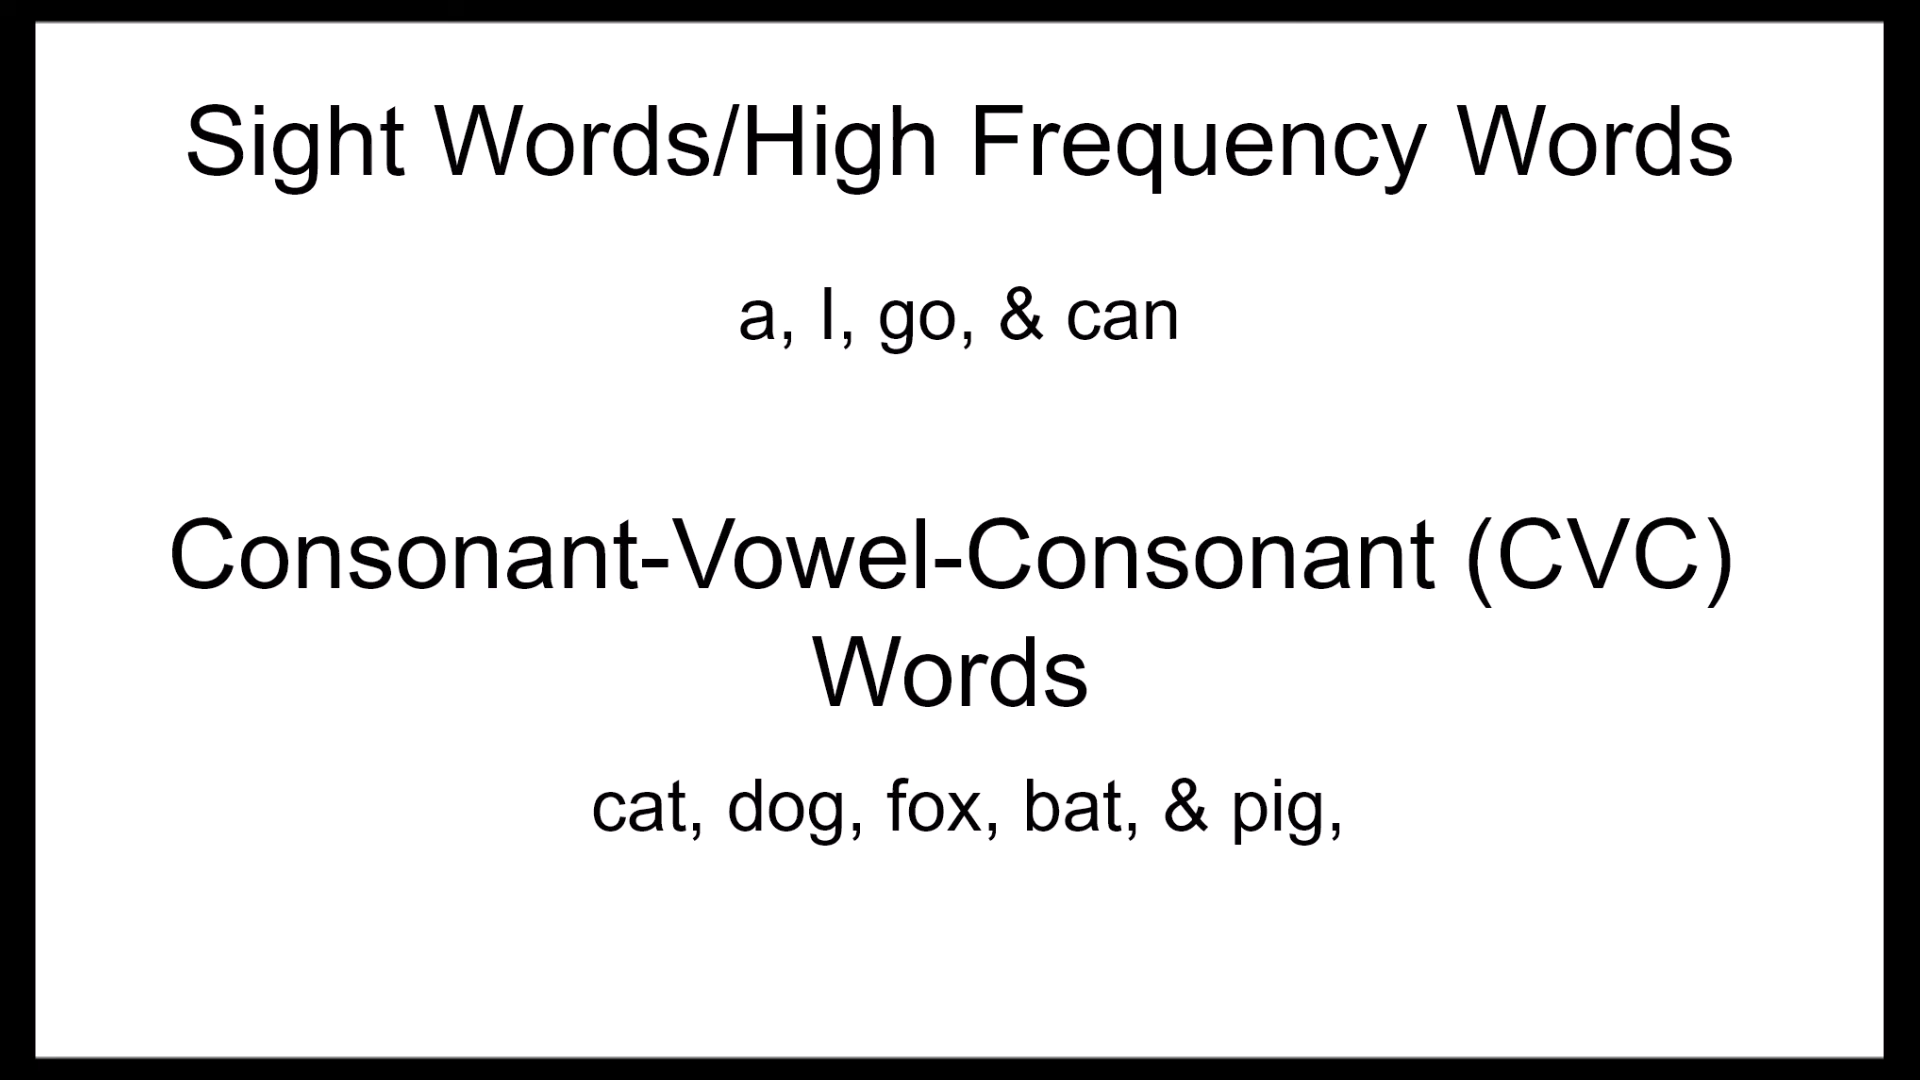 Sight Words/High Frequency Words
a, I, go, & can
Consonant-Vowel-Consonant (CVC)
Words
cat, dog, fox, bat, & pig,